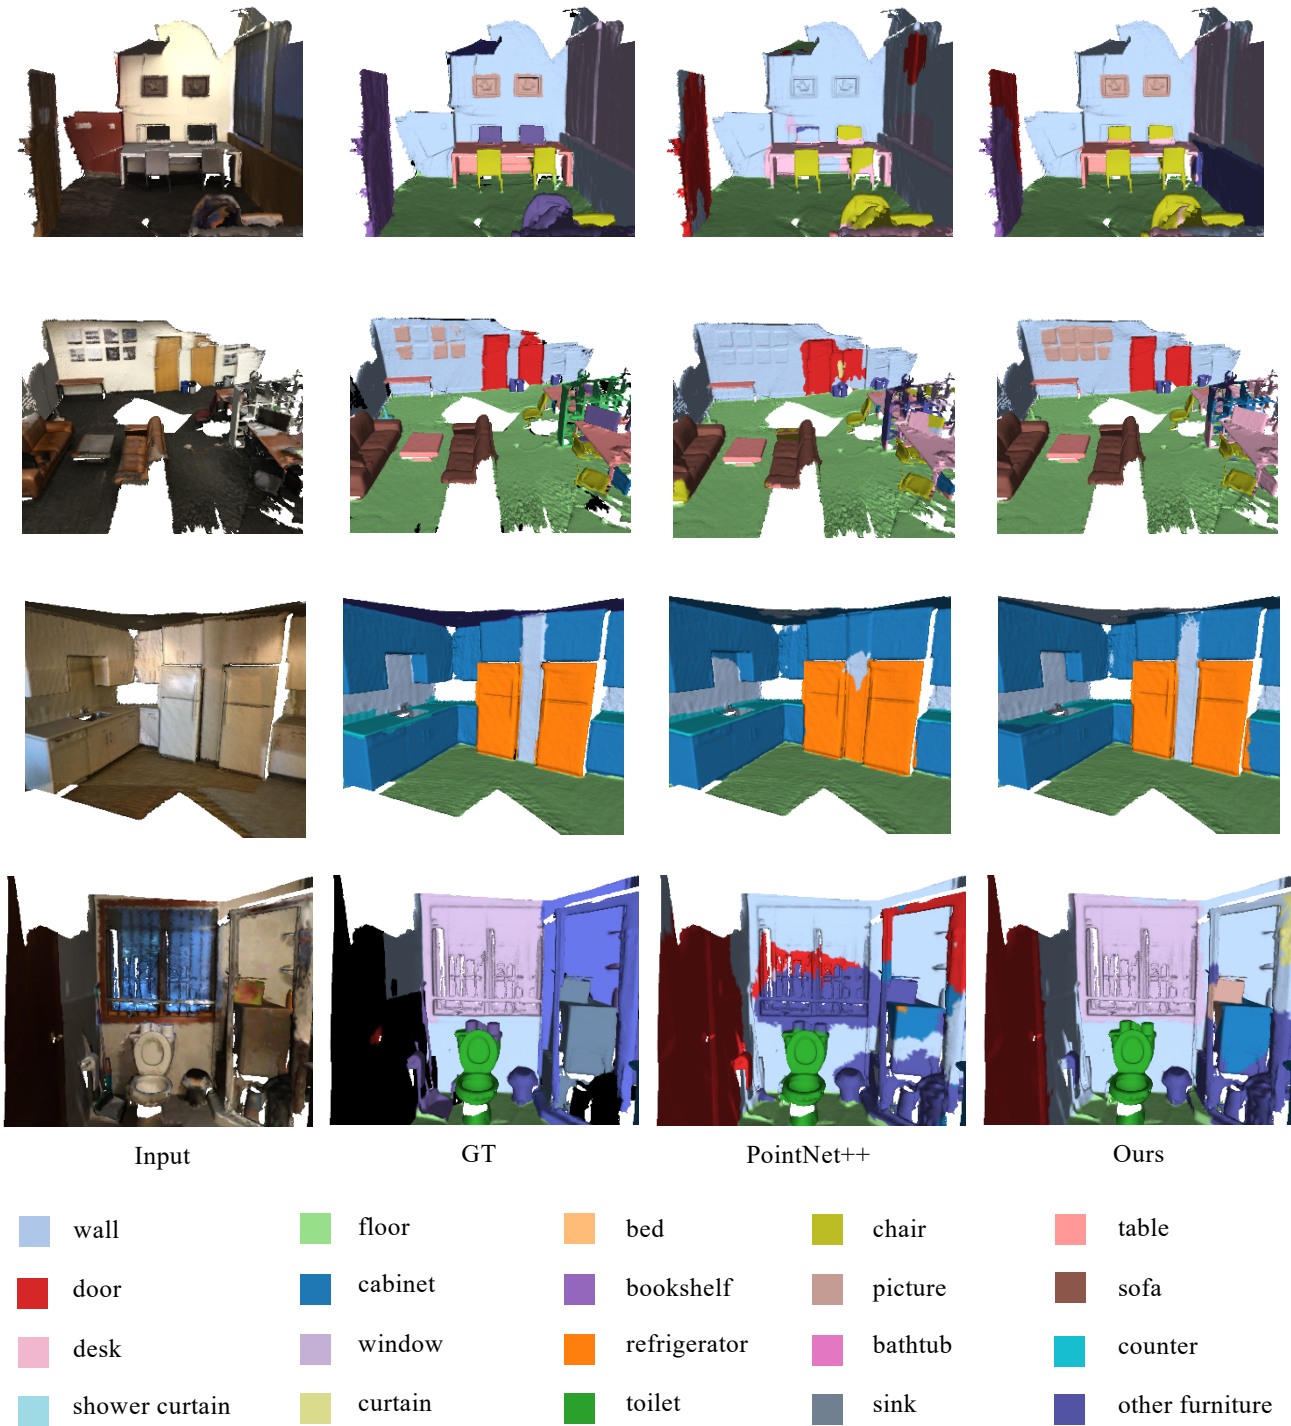 Input GT PointNet++ Ours
wall floor bed chair table
door cabinet bookshelf picture sofa
desk window refrigerator bathtub counter
shower curtain curtain toilet sink other furniture